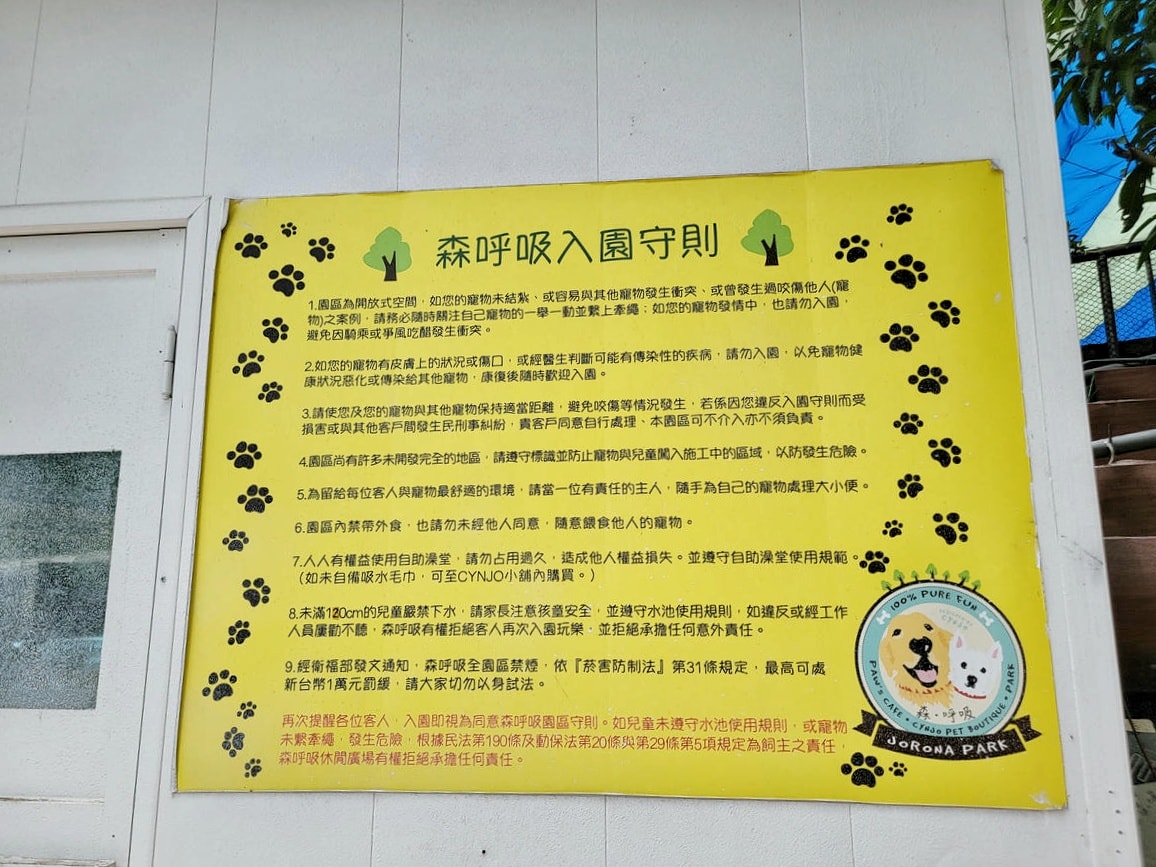 森呼吸入園守則
1.園區為開放式空間，如您的寵物未結紮、或容易與其他寵物發生衝突、或曾發生過咬傷他人(寵
物)之案例，請務必隨時關注自己寵物的一舉一動並繫上牽繩；如您的寵物發情中，也請勿入園，
避免因騎乘或爭風吃醋發生衝突。
2.如您的寵物有皮膚上的狀況或傷口，或經醫生判斷可能有傳染性的疾病，請勿入園，以免寵物健
康狀況惡化或傳染給其他寵物，康復後隨時歡迎入園。
3.請使您及您的寵物與其他寵物保持適當距離，避免咬傷等情況發生，若係因您違反入園守則而受
損害或與其他客戶間發生民刑事糾紛，貴客戶同意自行處理、本園區可不介入亦不須負責。
4.園區尚有許多未開發完全的地區，請遵守標識並防止寵物與兒童闖入施工中的區域，以防發生危險。
5.為留給每位客人與寵物最舒適的環境，請當一位有責任的主人，隨手為自己的寵物處理大小便。
6.園區內禁帶外食，也請勿未經他人同意，隨意餵食他人的寵物。
7.人人有權益使用自助澡堂，請勿占用過久，造成他人權益損失。並遵守自助澡堂使用規範。
（如未自備吸水毛巾，可至CYNJO小舖內購買。）
8.未滿120cm的兒童嚴禁下水，請家長注意孩童安全，並遵守水池使用規則，如違反或經工作
人員屢勸不聽，森呼吸有權拒絕客人再次入園玩樂、並拒絕承擔任何意外責任。
9.經衛福部發文通知，森呼吸全園區禁煙，依『菸害防制法』第31條規定，最高可處
新台幣1萬元罰緩，請大家切勿以身試法。
再次提醒各位客人，入園即視為同意森呼吸園區守則。如兒童未遵守水池使用規則，或寵物
未繫牽繩，發生危險，根據民法第190條及動保法第20條與第29條第5項規定為飼主之責任，
森呼吸休閒廣場有權拒絕承擔任何責任。
100% PURE FUN
CYNJO
森·呼吸
PAW'S CAFE • CYNJO PET BOUTIQUE • PARK
JORONA PARK